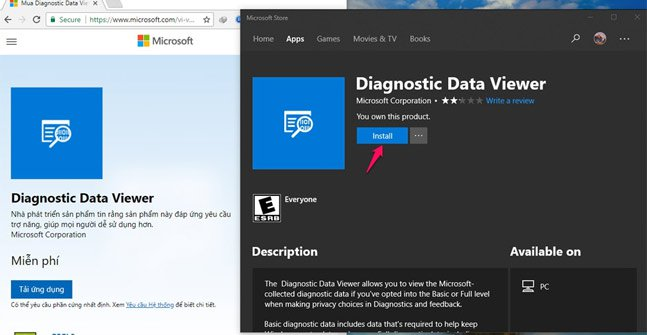 Mua Diagnostic Data Vie
Secure https://www.microsoft.com/vi-v
Microsoft
Diagnostic Data Viewer
Nhà phát triển sản phẩm tin rằng sản phẩm này đáp ứng yêu cầu
trợ năng, giúp mọi người dễ sử dụng hơn.
Microsoft Corporation
Miễn phí
Tải ứng dụng
Có thể yêu cầu phần cứng nhất định. Xem Yêu cầu Hệ thống để biết chi tiết.
Microsoft Store
Home Apps Games Movies & TV Books
Diagnostic Data Viewer
Microsoft Corporation • Write a review
You own this product.
Install
E
ESRB
Everyone
Description
The Diagnostic Data Viewer allows you to view the Microsoft-
collected diagnostic data if you've opted into the Basic or Full level
when making privacy choices in Diagnostics and feedback.
Basic diagnostic data includes data that's required to help keep
Available on
PC